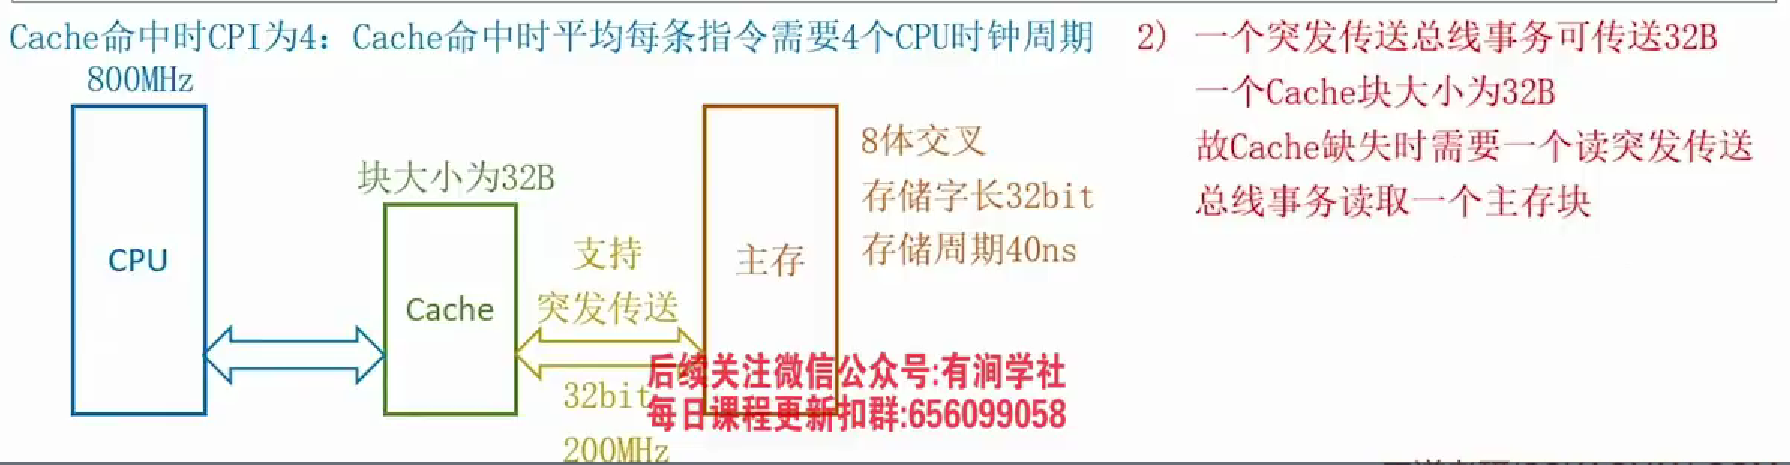 Cache命中时CPI为4: Cache命中时平均每条指令需要4个CPU时钟周期
800MHz
CPU
块大小为32B
Cache
支持
突发传送
32bit
200MHz
主存
8体交叉
存储字长32bit
存储周期40ns
2) 一个突发传送总线事务可传送32B
一个Cache块大小为32B
故Cache缺失时需要一个读突发传送
总线事务读取一个主存块
后续关注微信公众号:有涧学社
每日课程更新扣群:656099058